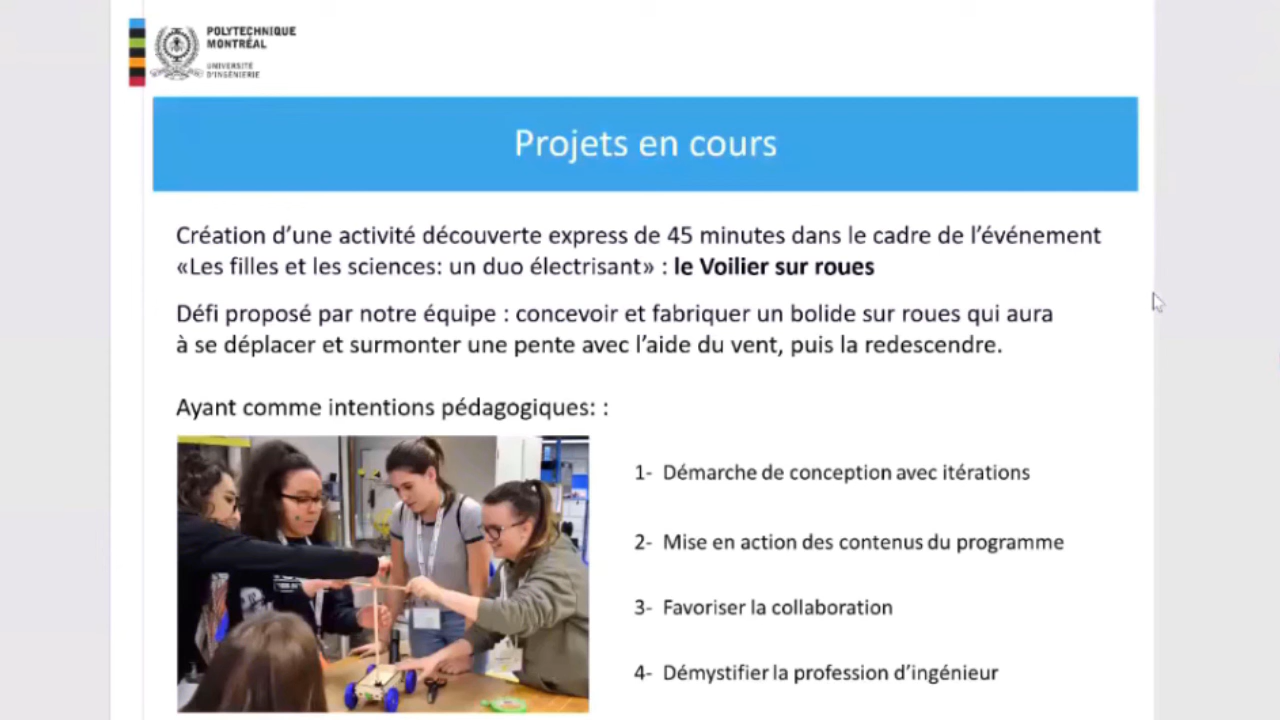 POLYTECHNIQUE
MONTRÉAL
UNIVERSITÉ
D'INGÉNIERIE
Projets en cours
Création d’une activité découverte express de 45 minutes dans le cadre de l’événement
«Les filles et les sciences: un duo électrisant» : le Voilier sur roues
Défi proposé par notre équipe : concevoir et fabriquer un bolide sur roues qui aura
à se déplacer et surmonter une pente avec l’aide du vent, puis la redescendre.
Ayant comme intentions pédagogiques: :
1- Démarche de conception avec itérations
2- Mise en action des contenus du programme
3- Favoriser la collaboration
4- Démystifier la profession d’ingénieur